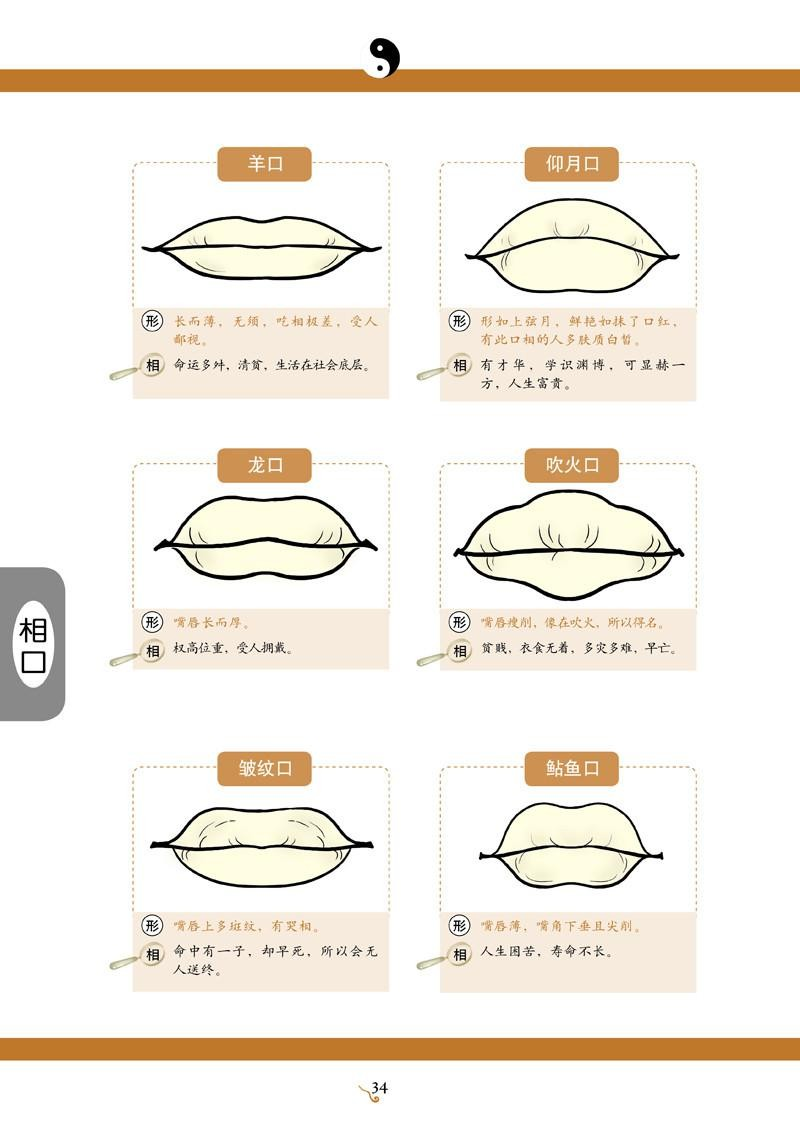 羊口
形 长而薄，无须，吃相极差，受人
鄙视。
相 命运多舛，清贫，生活在社会底层。
仰月口
形 形如上弦月，鲜艳如抹了口红，
有此口相的人多肤质白皙。
相 有才华，学识渊博，可显赫一
方，人生富贵。
龙口
形 嘴唇长而厚。
相 权高位重，受人拥戴。
吹火口
形 嘴唇瘦削，像在吹火，所以得名。
相 贫贱，衣食无着，多灾多难，早亡。
相口
皱纹口
形 嘴唇上多斑纹，有哭相。
相 命中有一子，却早死，所以会无
人送终。
鲇鱼口
形 嘴唇薄，嘴角下垂且尖削。
相 人生困苦，寿命不长。
34